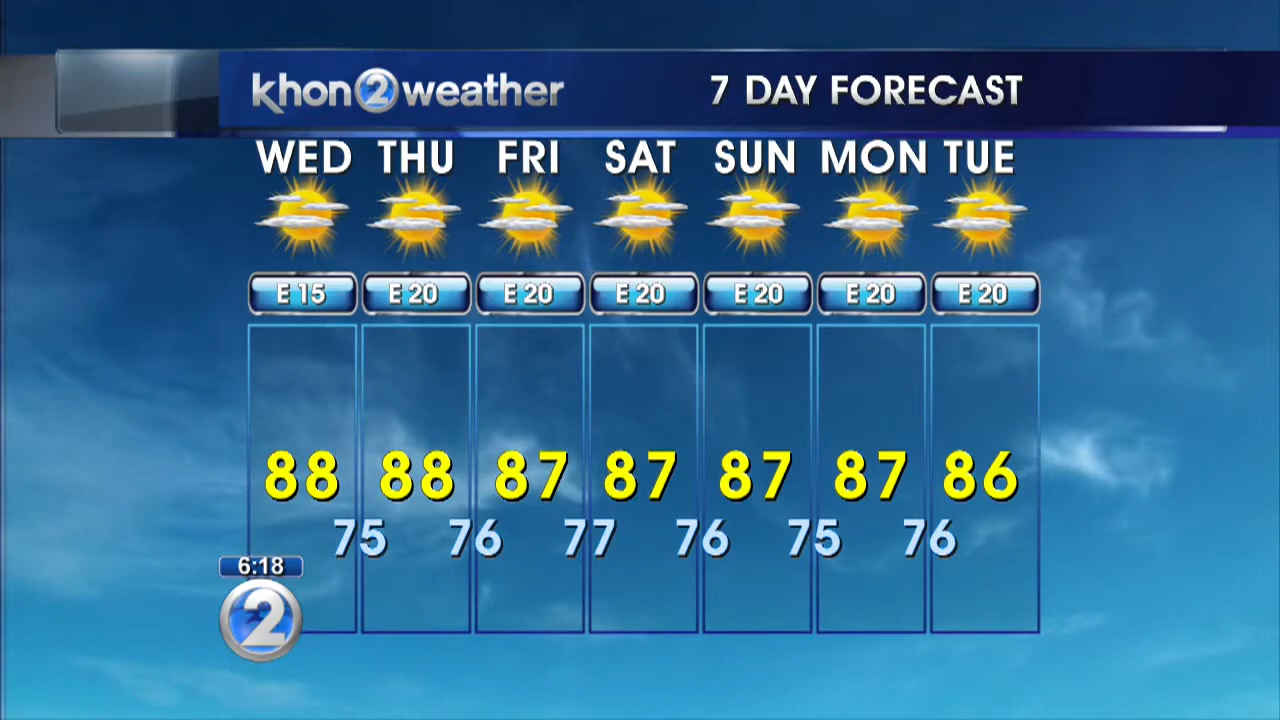 khon2weather 7 DAY FORECAST
WED THU FRI SAT SUN MON TUE
E 15 E 20 E 20 E 20 E 20 E 20 E 20
88 88 87 87 87 87 86
75 76 77 76 75 76
6:18
2